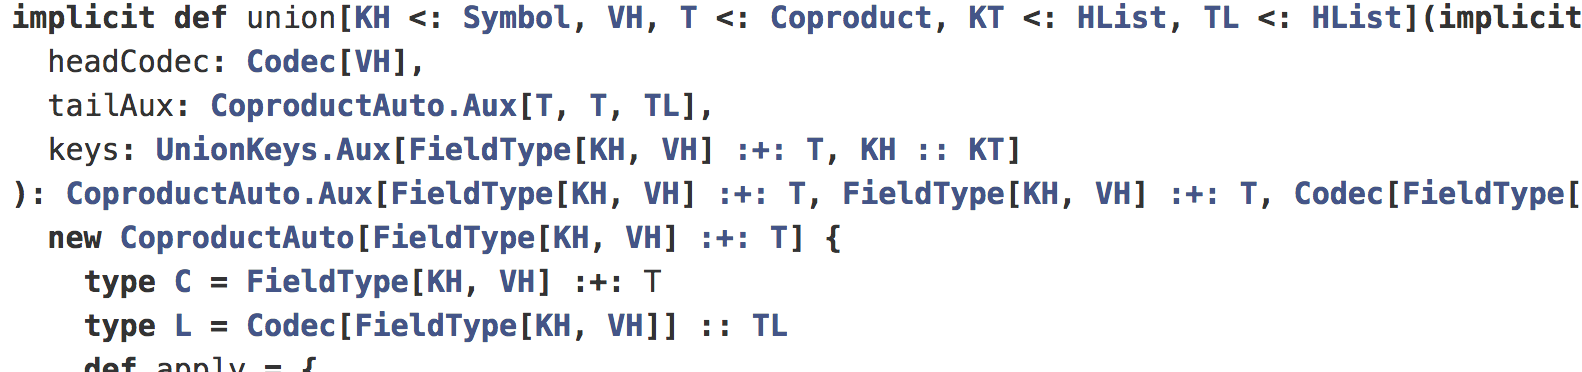 implicit def union[KH <: Symbol, VH, T <: Coproduct, KT <: HList, TL <: HList](implicit
headCodec: Codec[VH],
tailAux: CoproductAuto.Aux[T, T, TL],
keys: UnionKeys.Aux[FieldType[KH, VH] :+: T, KH :: KT]
): CoproductAuto.Aux[FieldType[KH, VH] :+: T, FieldType[KH, VH] :+: T, Codec[FieldType[
new CoproductAuto[FieldType[KH, VH] :+: T] {
type C = FieldType[KH, VH] :+: T
type L = Codec[FieldType[KH, VH]] :: TL
def apply = {